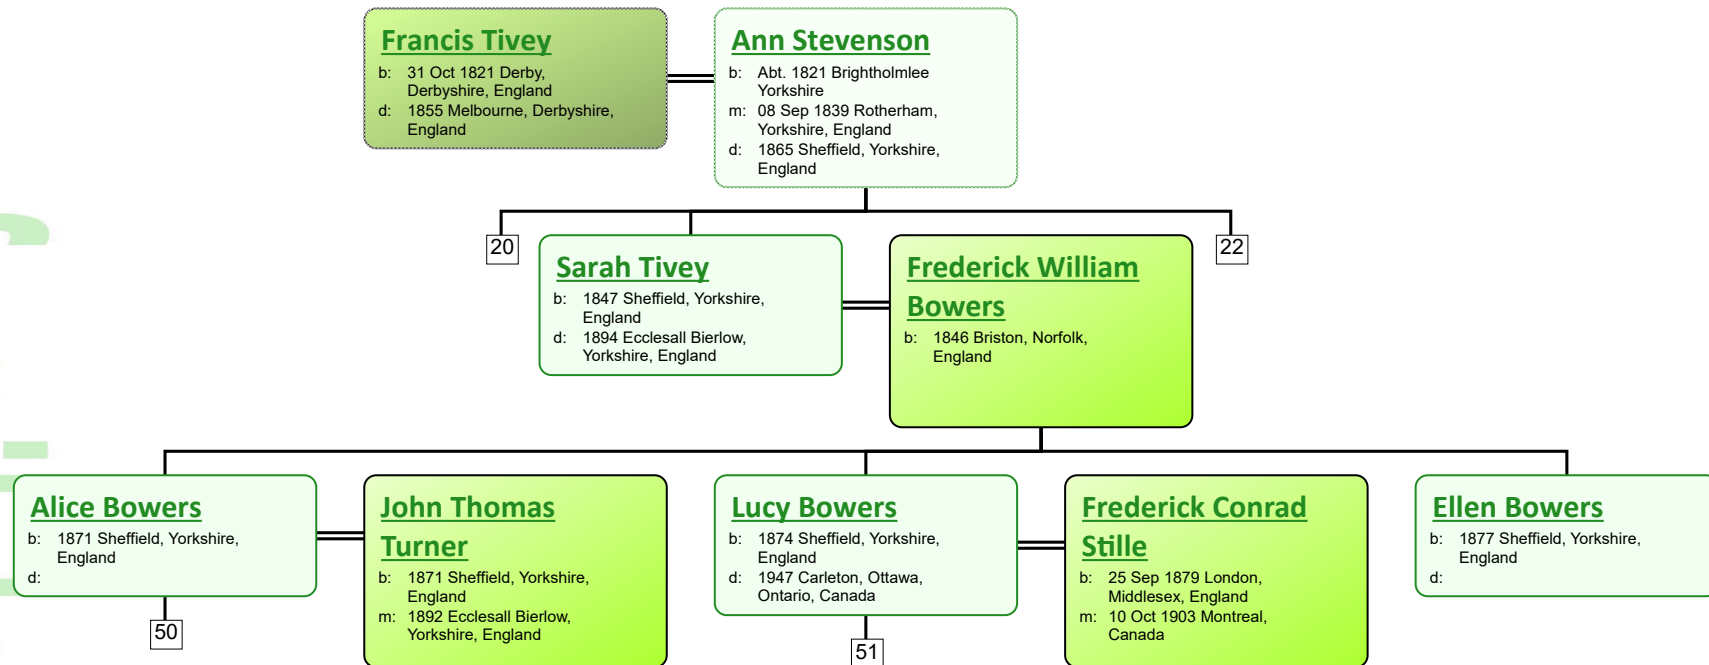 Francis Tivey
b: 31 Oct 1821 Derby,
Derbyshire, England
d: 1855 Melbourne, Derbyshire,
England
Ann Stevenson
b: Abt. 1821 Brightholmlee
Yorkshire
m: 08 Sep 1839 Rotherham,
Yorkshire, England
d: 1865 Sheffield, Yorkshire,
England
20
Sarah Tivey
b: 1847 Sheffield, Yorkshire,
England
d: 1894 Ecclesall Bierlow,
Yorkshire, England
Frederick William
Bowers
b: 1846 Briston, Norfolk,
England
22
Alice Bowers
b: 1871 Sheffield, Yorkshire,
England
d:
50
John Thomas
Turner
b: 1871 Sheffield, Yorkshire,
England
m: 1892 Ecclesall Bierlow,
Yorkshire, England
Lucy Bowers
b: 1874 Sheffield, Yorkshire,
England
d: 1947 Carleton, Ottawa,
Ontario, Canada
51
Frederick Conrad
Stille
b: 25 Sep 1879 London,
Middlesex, England
m: 10 Oct 1903 Montreal,
Canada
Ellen Bowers
b: 1877 Sheffield, Yorkshire,
England
d: